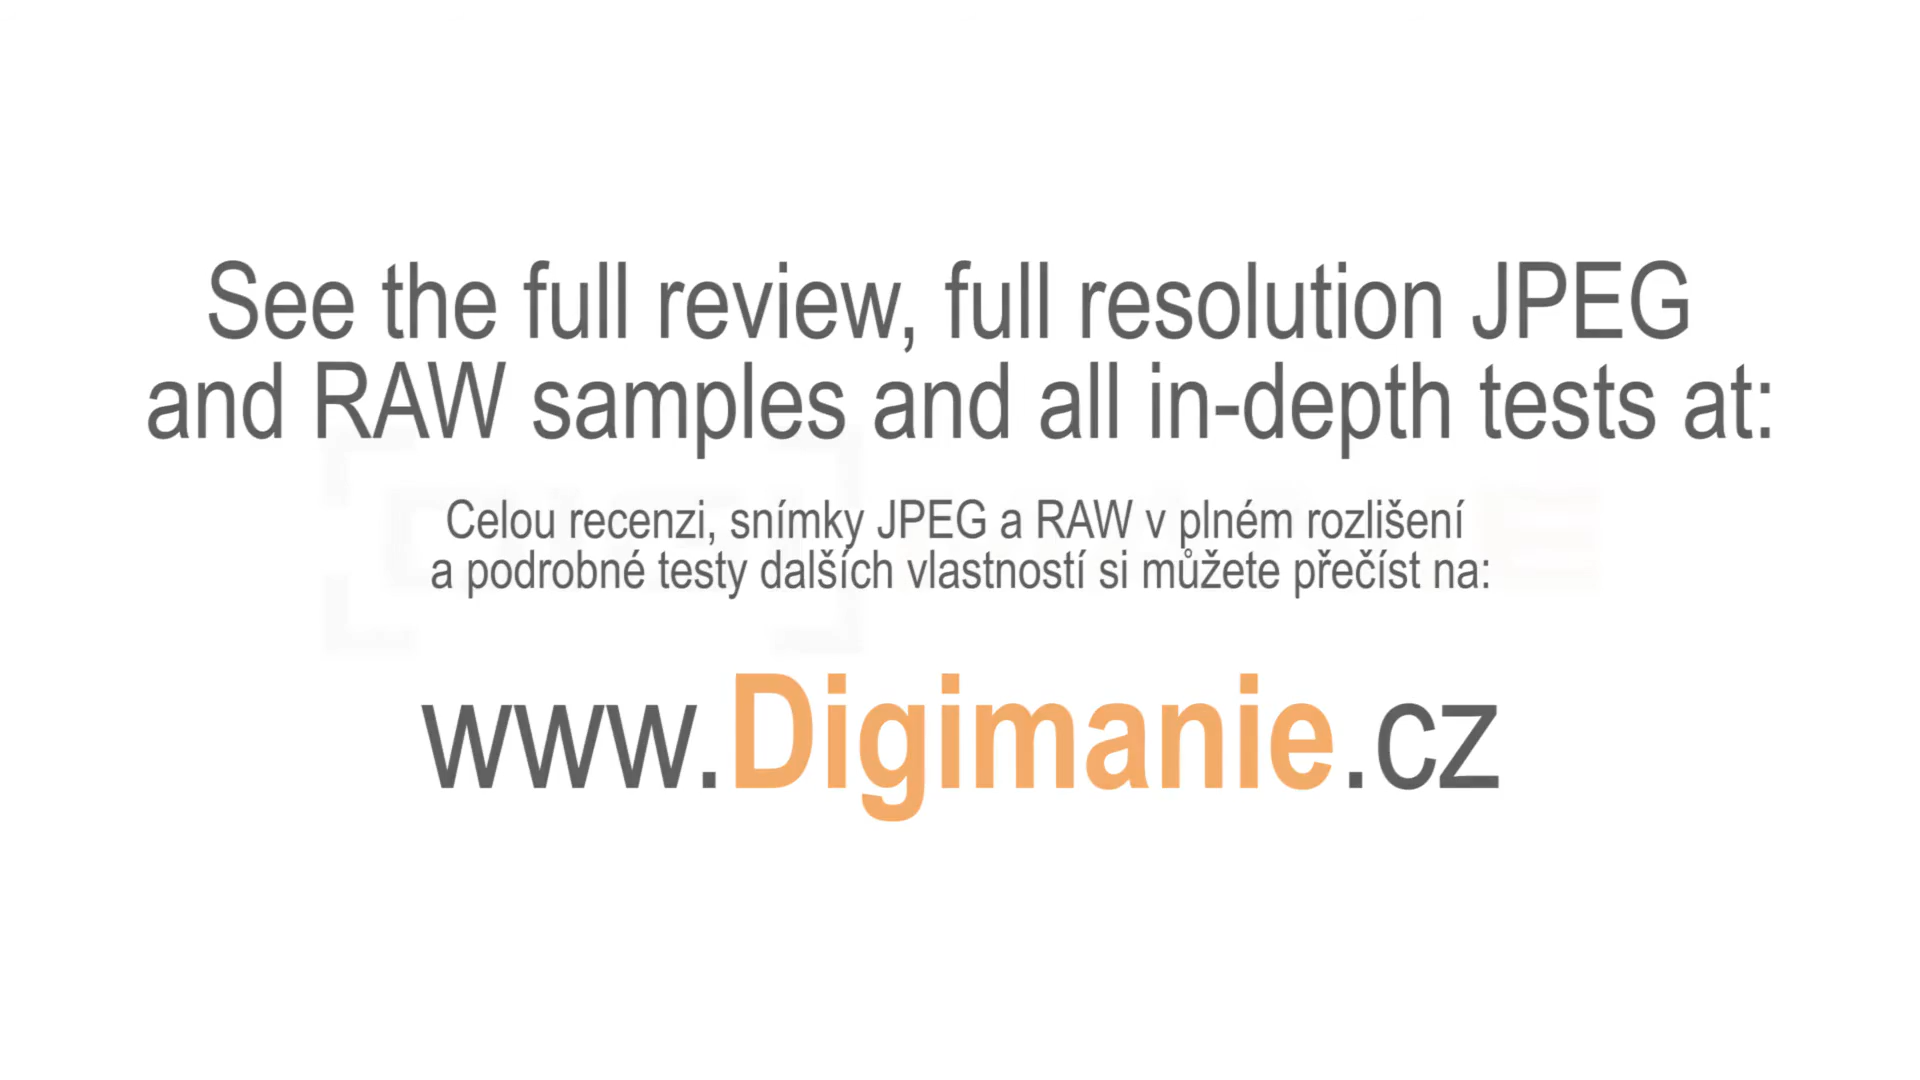 See the full review, full resolution JPEG
and RAW samples and all in-depth tests at:
Celou recenzi, snímky JPEG a RAW v plném rozlišení
a podrobné testy dalších vlastností si můžete přečíst na:
www.Digimanie.cz